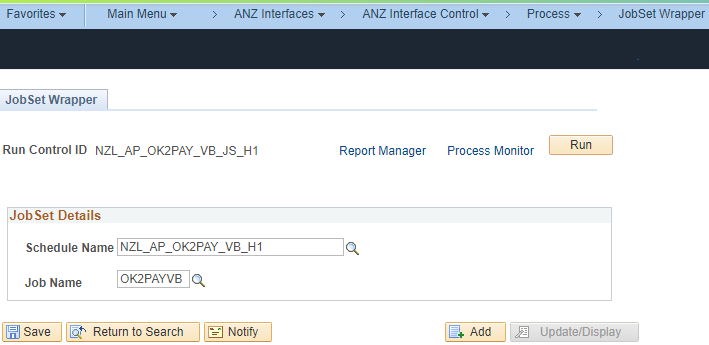 Favorites Main Menu > ANZ Interfaces > ANZ Interface Control > Process > JobSet Wrapper
JobSet Wrapper
Run Control ID NZL_AP_OK2PAY_VB_JS_H1 Report Manager Process Monitor Run
JobSet Details
Schedule Name NZL_AP_OK2PAY_VB_H1
Job Name OK2PAYVB
Save Return to Search Notify Add Update/Display